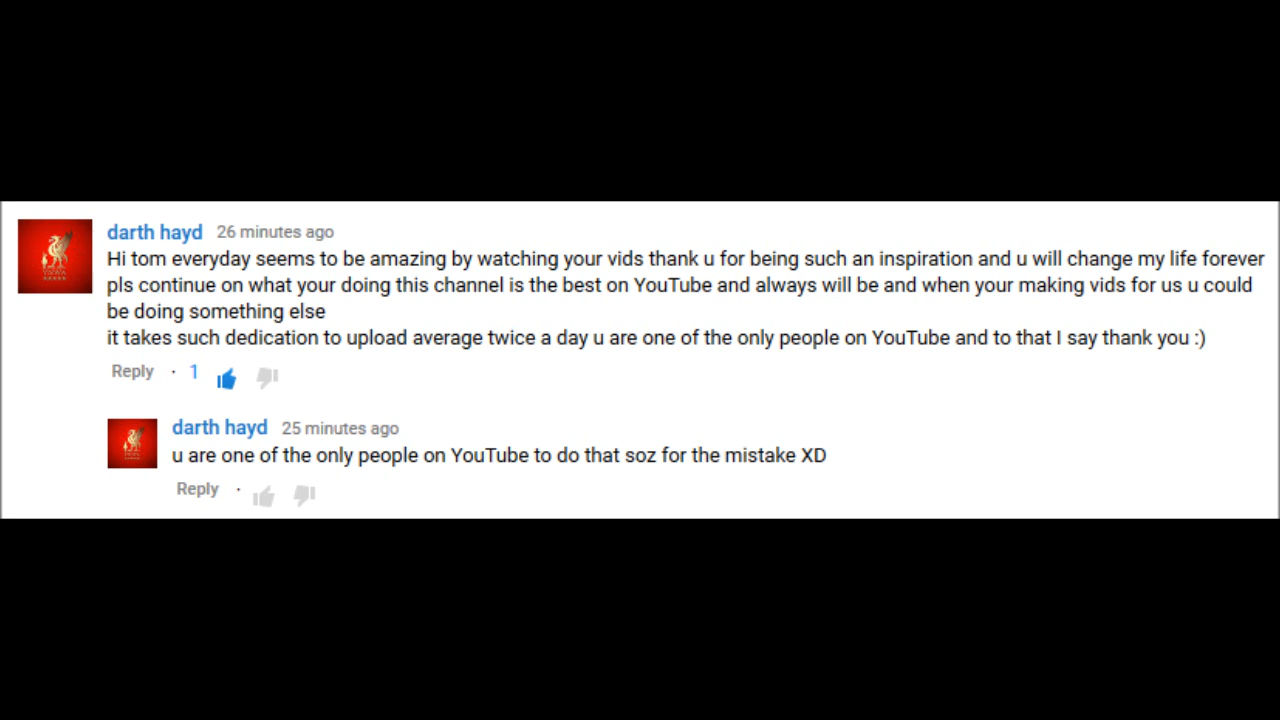 darth hayd 26 minutes ago
Hi tom everyday seems to be amazing by watching your vids thank u for being such an inspiration and u will change my life forever
pls continue on what your doing this channel is the best on YouTube and always will be and when your making vids for us u could
be doing something else
it takes such dedication to upload average twice a day u are one of the only people on YouTube and to that I say thank you :)
Reply · 1
darth hayd 25 minutes ago
u are one of the only people on YouTube to do that soz for the mistake XD
Reply ·